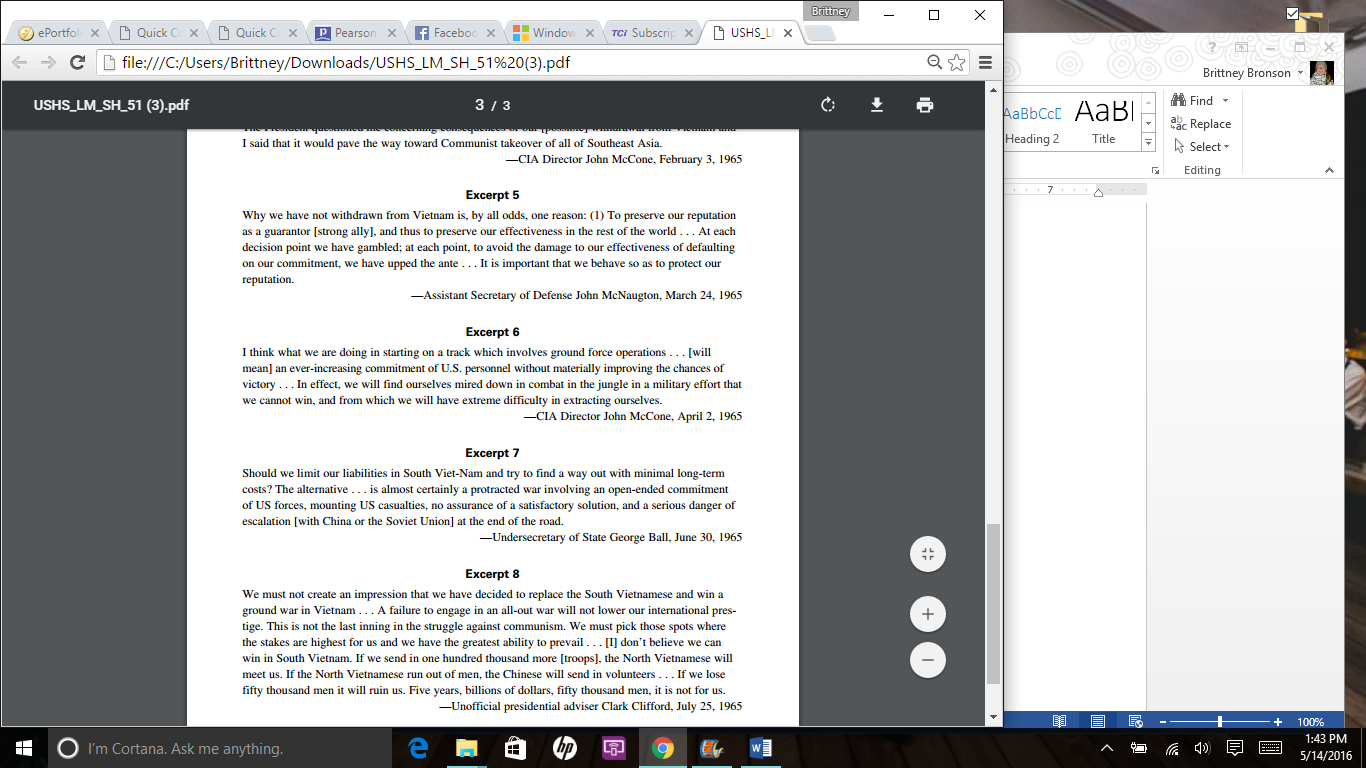 Brittney
ePortfoli
Quick C
Quick C
Pearson
Faceboo
Window
TCi Subscrip
USHS_LM
file:///C:/Users/Brittney/Downloads/USHS_LM_SH_51%20(3).pdf
USHS_LM_SH_51 (3).pdf
3 / 3
The President questioned me concerning consequences of our [possible] withdrawal from Vietnam and
I said that it would pave the way toward Communist takeover of all of Southeast Asia.
—CIA Director John McCone, February 3, 1965
Excerpt 5
Why we have not withdrawn from Vietnam is, by all odds, one reason: (1) To preserve our reputation
as a guarantor [strong ally], and thus to preserve our effectiveness in the rest of the world . . . At each
decision point we have gambled; at each point, to avoid the damage to our effectiveness of defaulting
on our commitment, we have upped the ante . . . It is important that we behave so as to protect our
reputation.
—Assistant Secretary of Defense John McNaugton, March 24, 1965
Excerpt 6
I think what we are doing in starting on a track which involves ground force operations . . . [will
mean] an ever-increasing commitment of U.S. personnel without materially improving the chances of
victory . . . In effect, we will find ourselves mired down in combat in the jungle in a military effort that
we cannot win, and from which we will have extreme difficulty in extracting ourselves.
—CIA Director John McCone, April 2, 1965
Excerpt 7
Should we limit our liabilities in South Viet-Nam and try to find a way out with minimal long-term
costs? The alternative . . . is almost certainly a protracted war involving an open-ended commitment
of US forces, mounting US casualties, no assurance of a satisfactory solution, and a serious danger of
escalation [with China or the Soviet Union] at the end of the road.
—Undersecretary of State George Ball, June 30, 1965
Excerpt 8
We must not create an impression that we have decided to replace the South Vietnamese and win a
ground war in Vietnam . . . A failure to engage in an all-out war will not lower our international pres-
tige. This is not the last inning in the struggle against communism. We must pick those spots where
the stakes are highest for us and we have the greatest ability to prevail . . . [I] don't believe we can
win in South Vietnam. If we send in one hundred thousand more [troops], the North Vietnamese will
meet us. If the North Vietnamese run out of men, the Chinese will send in volunteers . . . If we lose
fifty thousand men it will ruin us. Five years, billions of dollars, fifty thousand men, it is not for us.
—Unofficial presidential adviser Clark Clifford, July 25, 1965
Brittney Bronson
AaBbCcD
AaBl
Heading 2
Title
Find
Replace
Select
Editing
7
100%
I'm Cortana. Ask me anything.
1:43 PM
5/14/2016